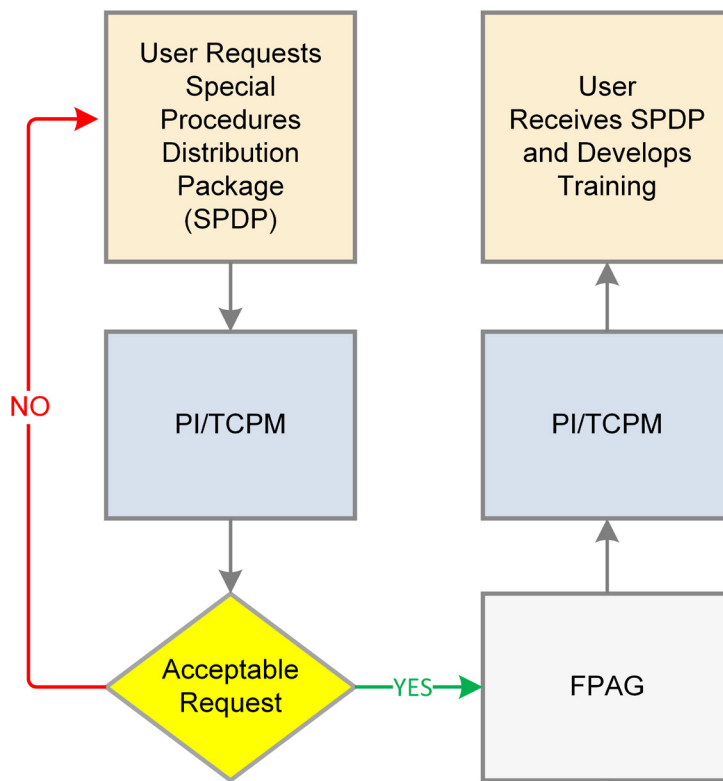 User Requests
Special
Procedures
Distribution
Package
(SPDP)
PI/TCPM
Acceptable
Request
NO
YES
FPAG
PI/TCPM
User
Receives SPDP
and Develops
Training